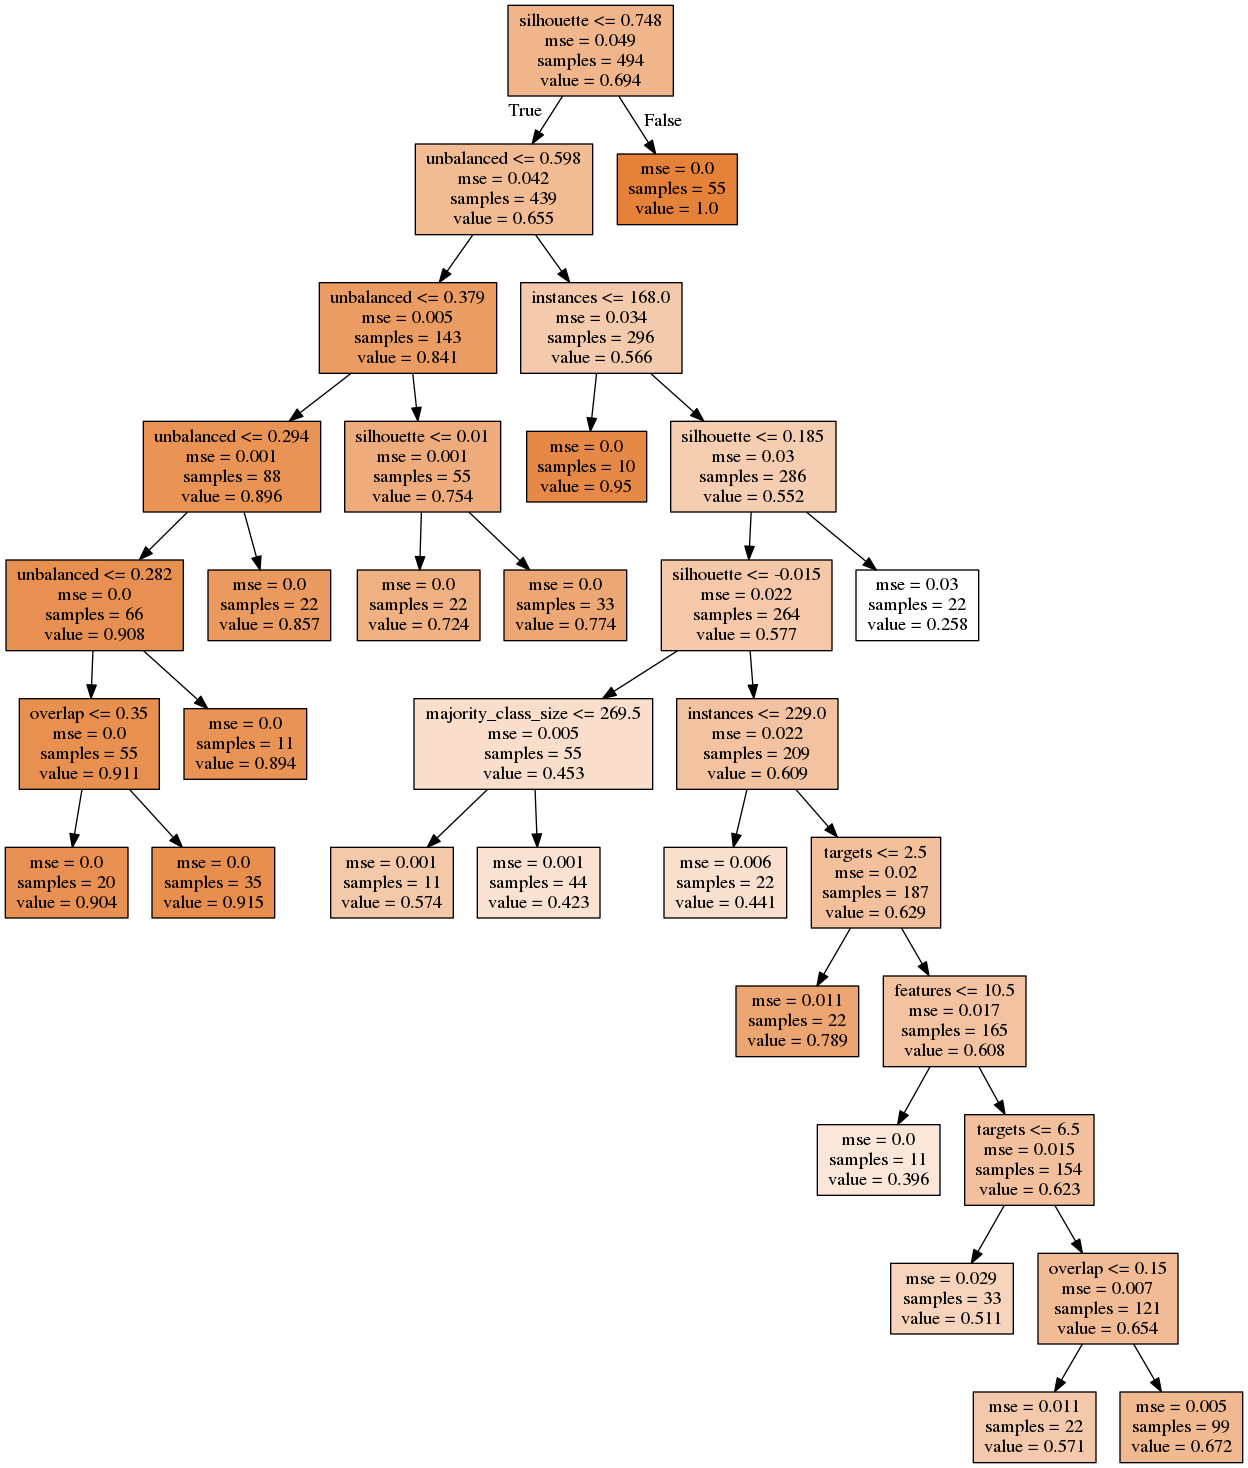 silhouette <= 0.748
mse = 0.049
samples = 494
value = 0.694
True
False
unbalanced <= 0.598
mse = 0.042
samples = 439
value = 0.655
mse = 0.0
samples = 55
value = 1.0
unbalanced <= 0.379
mse = 0.005
samples = 143
value = 0.841
instances <= 168.0
mse = 0.034
samples = 296
value = 0.566
unbalanced <= 0.294
mse = 0.001
samples = 88
value = 0.896
silhouette <= 0.01
mse = 0.001
samples = 55
value = 0.754
mse = 0.0
samples = 10
value = 0.95
silhouette <= 0.185
mse = 0.03
samples = 286
value = 0.552
unbalanced <= 0.282
mse = 0.0
samples = 66
value = 0.908
mse = 0.0
samples = 22
value = 0.857
mse = 0.0
samples = 22
value = 0.724
mse = 0.0
samples = 33
value = 0.774
silhouette <= -0.015
mse = 0.022
samples = 264
value = 0.577
mse = 0.03
samples = 22
value = 0.258
overlap <= 0.35
mse = 0.0
samples = 55
value = 0.911
mse = 0.0
samples = 11
value = 0.894
majority_class_size <= 269.5
mse = 0.005
samples = 55
value = 0.453
instances <= 229.0
mse = 0.022
samples = 209
value = 0.609
mse = 0.0
samples = 20
value = 0.904
mse = 0.0
samples = 35
value = 0.915
mse = 0.001
samples = 11
value = 0.574
mse = 0.001
samples = 44
value = 0.423
mse = 0.006
samples = 22
value = 0.441
targets <= 2.5
mse = 0.02
samples = 187
value = 0.629
mse = 0.011
samples = 22
value = 0.789
features <= 10.5
mse = 0.017
samples = 165
value = 0.608
mse = 0.0
samples = 11
value = 0.396
targets <= 6.5
mse = 0.015
samples = 154
value = 0.623
mse = 0.029
samples = 33
value = 0.511
overlap <= 0.15
mse = 0.007
samples = 121
value = 0.654
mse = 0.011
samples = 22
value = 0.571
mse = 0.005
samples = 99
value = 0.672